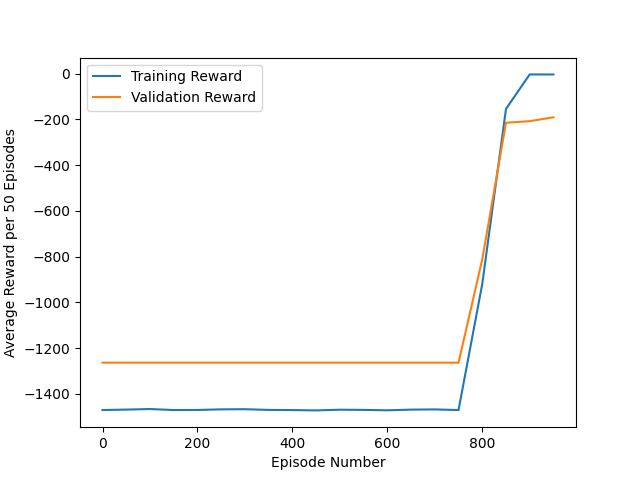 Training Reward
Validation Reward
0
−200
−400
−600
−800
−1000
−1200
−1400
Average Reward per 50 Episodes
0 200 400 600 800
Episode Number